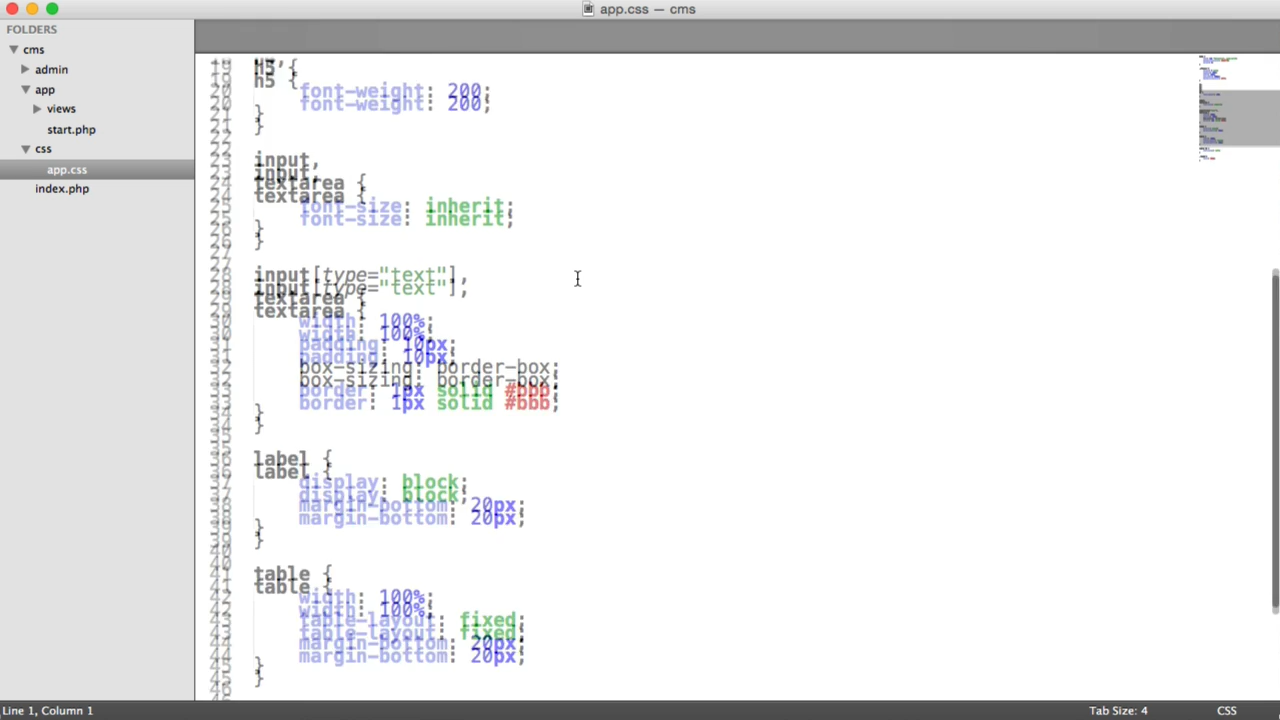 app.css — cms
FOLDERS
cms
admin
app
views
start.php
css
app.css
index.php
h5 {
font-weight: 200;
}
input,
textarea {
font-size: inherit;
}
input[type="text"],
textarea {
width: 100%;
padding: 10px;
box-sizing: border-box;
border: 1px solid #bbb;
}
label {
display: block;
margin-bottom: 20px;
}
table {
width: 100%;
table-layout: fixed;
margin-bottom: 20px;
}
Line 1, Column 1
Tab Size: 4
CSS